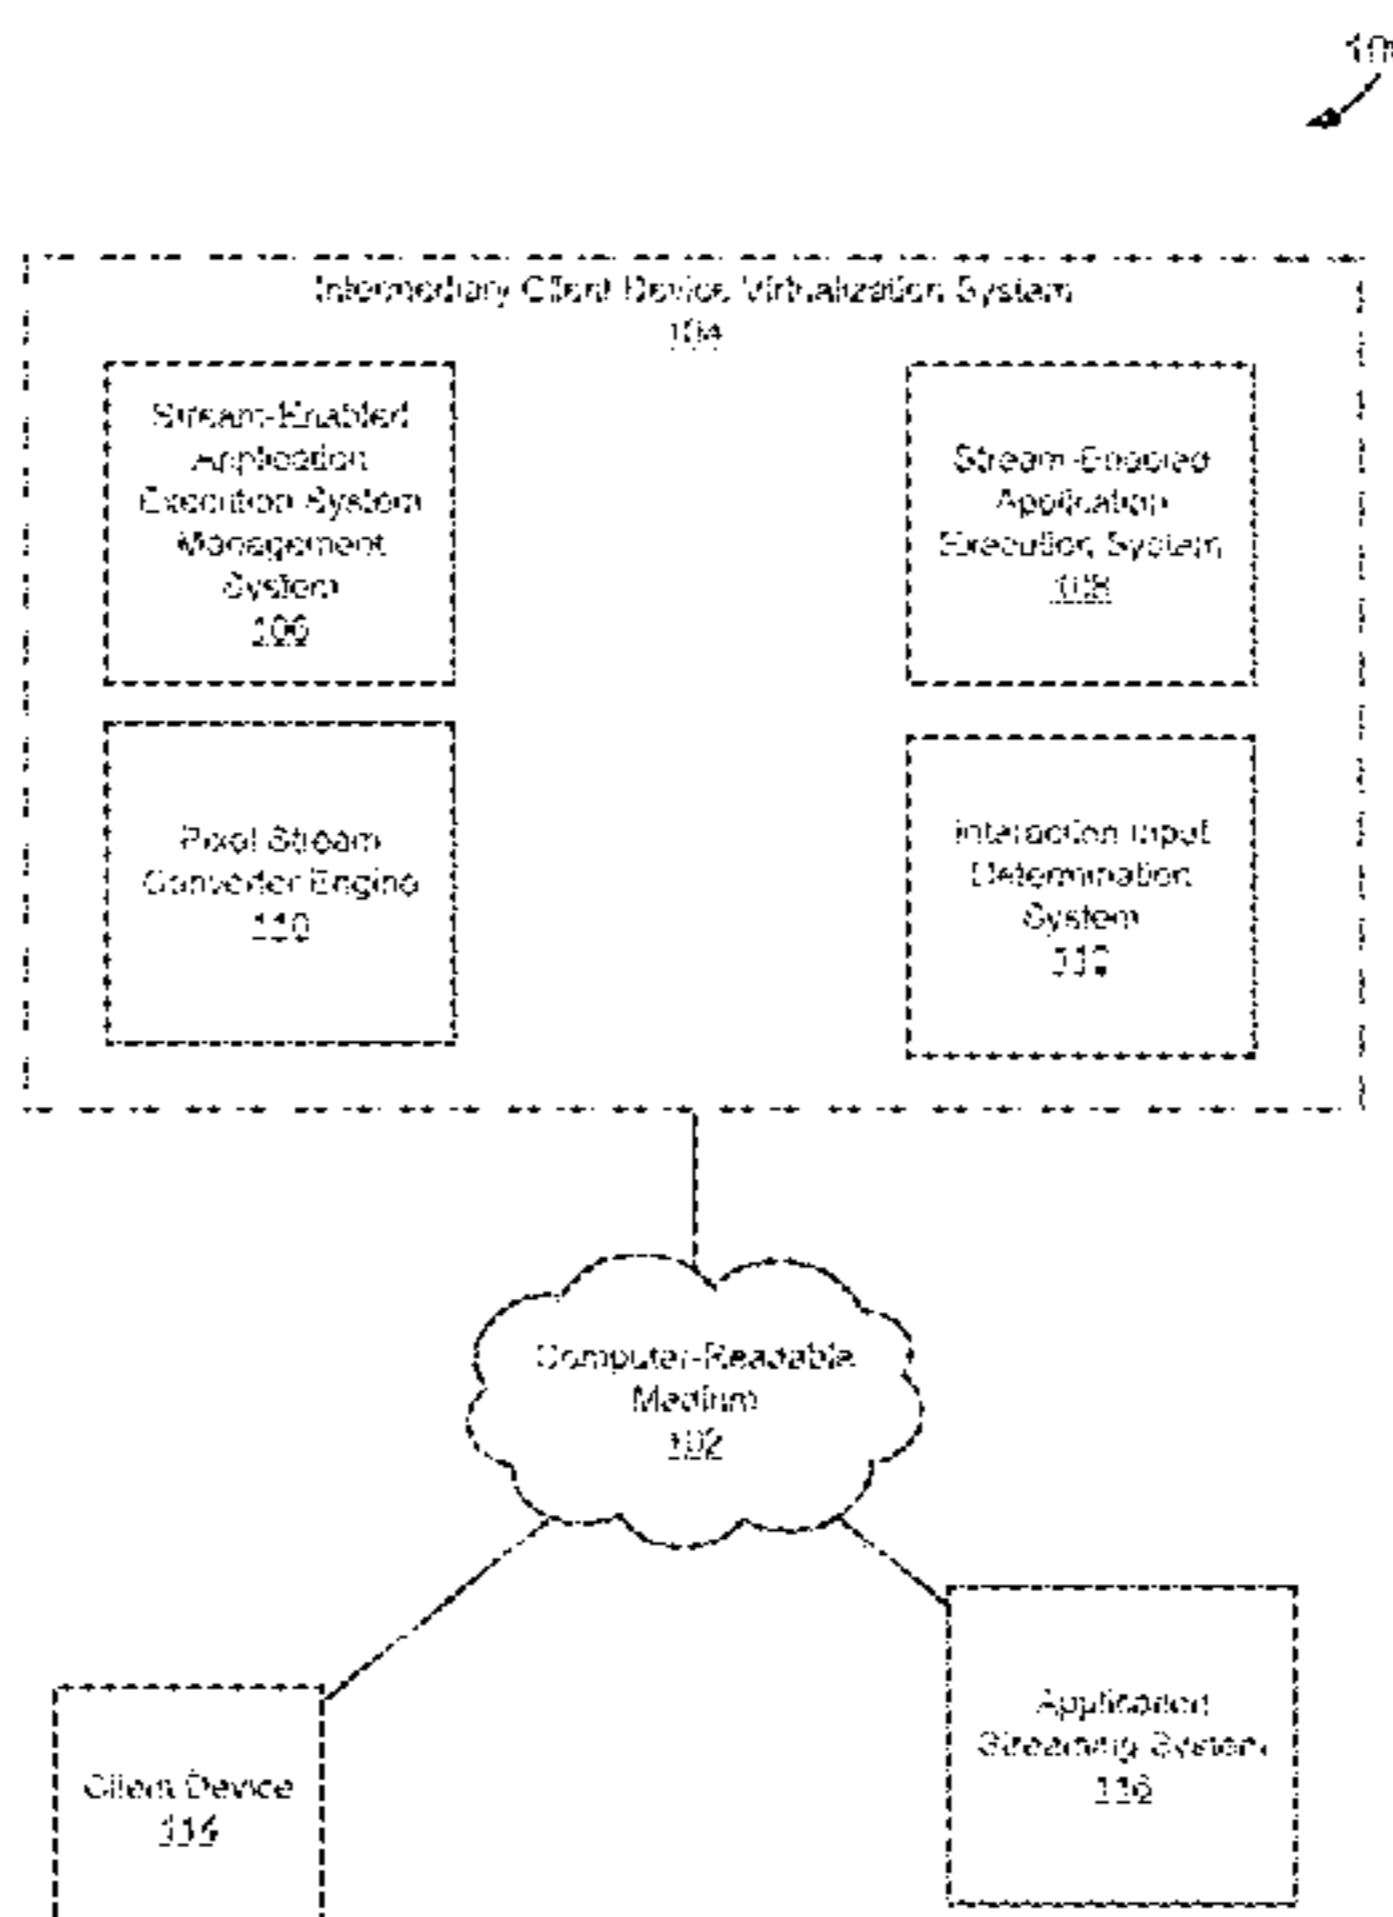 Intermediary Client Device Virtualization System
104
Stream-Enabled
Application
Execution System
Management
System
106
Stream-Enabled
Application
Execution System
108
Pixel Stream
Converter Engine
110
Interaction Input
Determination
System
112
Computer-Readable
Medium
102
Client Device
114
Application
Streaming System
116